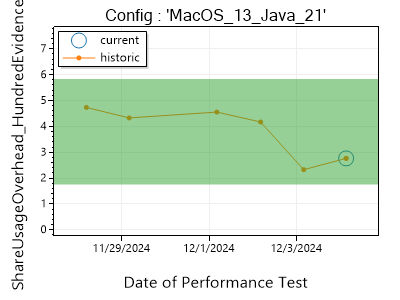 Config : 'MacOS_13_Java_21'
current
historic
ShareUsageOverhead_HundredEvidence
7
6
5
4
3
2
1
0
11/29/2024
12/1/2024
12/3/2024
Date of Performance Test